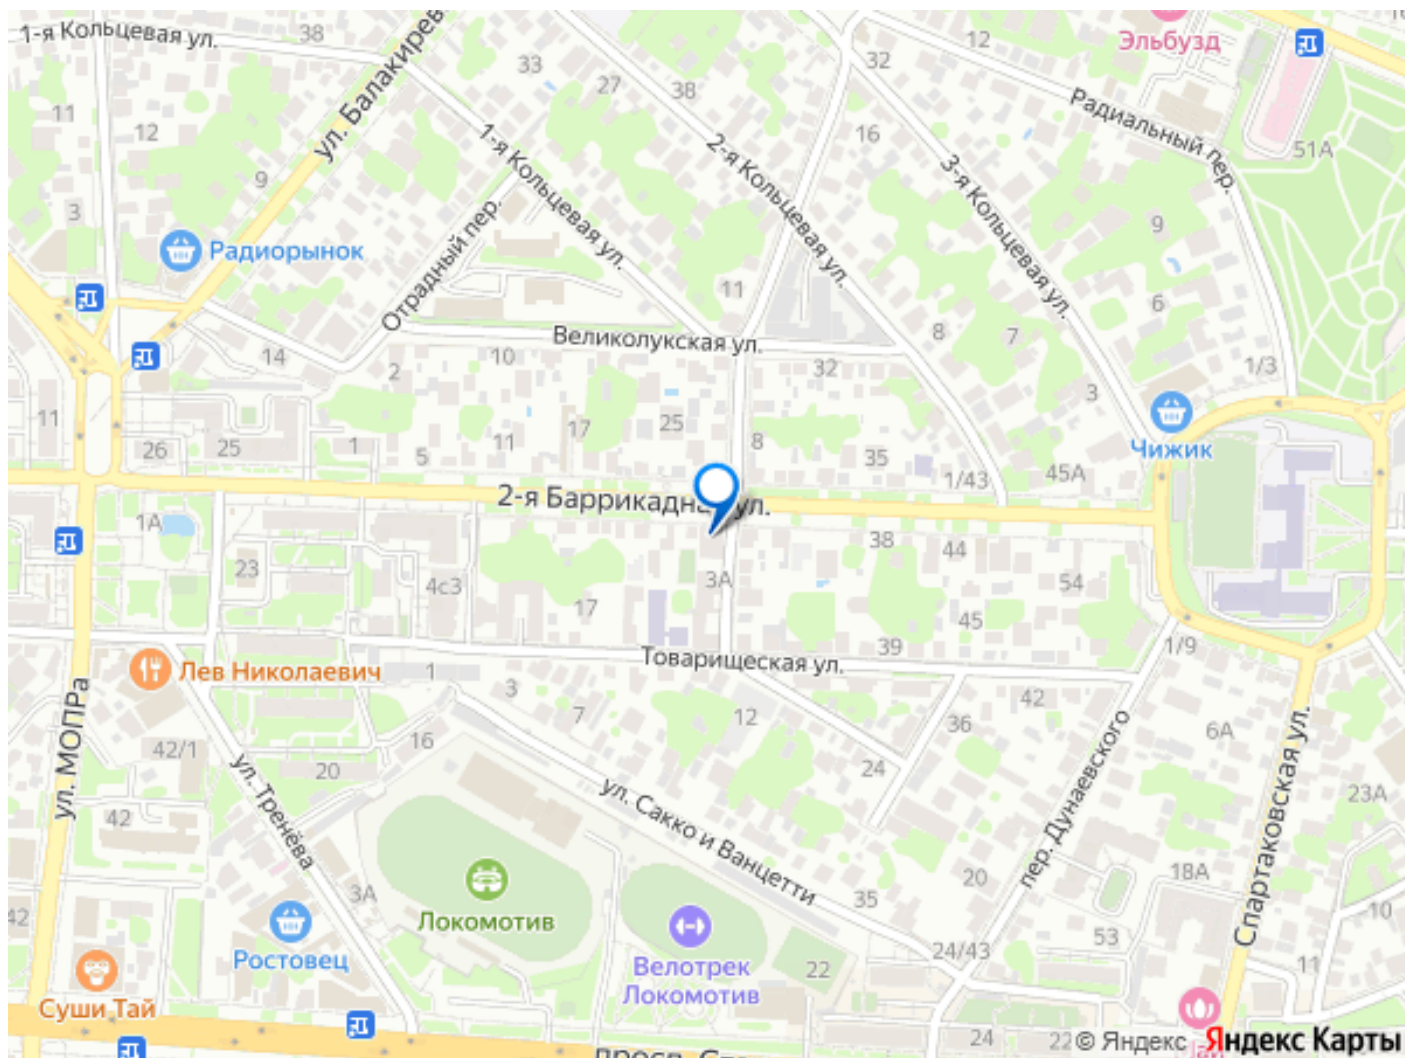 1-я Кольцевая ул.
38
ул. Балакирев
12
Эльбузд
33
32
27
38
Радиальный пер.
11
12
1-я Кольцевая ул.
2-я Кольцевая ул.
16
3-я Кольцевая ул.
51А
9
3
Отрадный пер.
9
Радиорынок
11
6
8
7
Великолукская ул.
14
2
10
32
3
1/3
11
26
25
1
5
11
17
25
8
35
45А
1/43
Чижик
2-я Баррикадная ул.
1А
38
44
23
4с3
17
3А
54
45
39
Товарищеская ул.
1/9
Лев Николаевич
1
3
7
12
42
36
6А
ул. МОПРа
42/1
16
20
24
ул. Тренёва
ул. Сакко и Ванцетти
пер. Дунаевского
Спартаковская ул.
23А
42
3А
Локомотив
35
20
18А
10
42
Ростовец
Велотрек
Локомотив
22
24/43
53
11
Суши Тай
24
22
© Яндекс Яндекс Карты